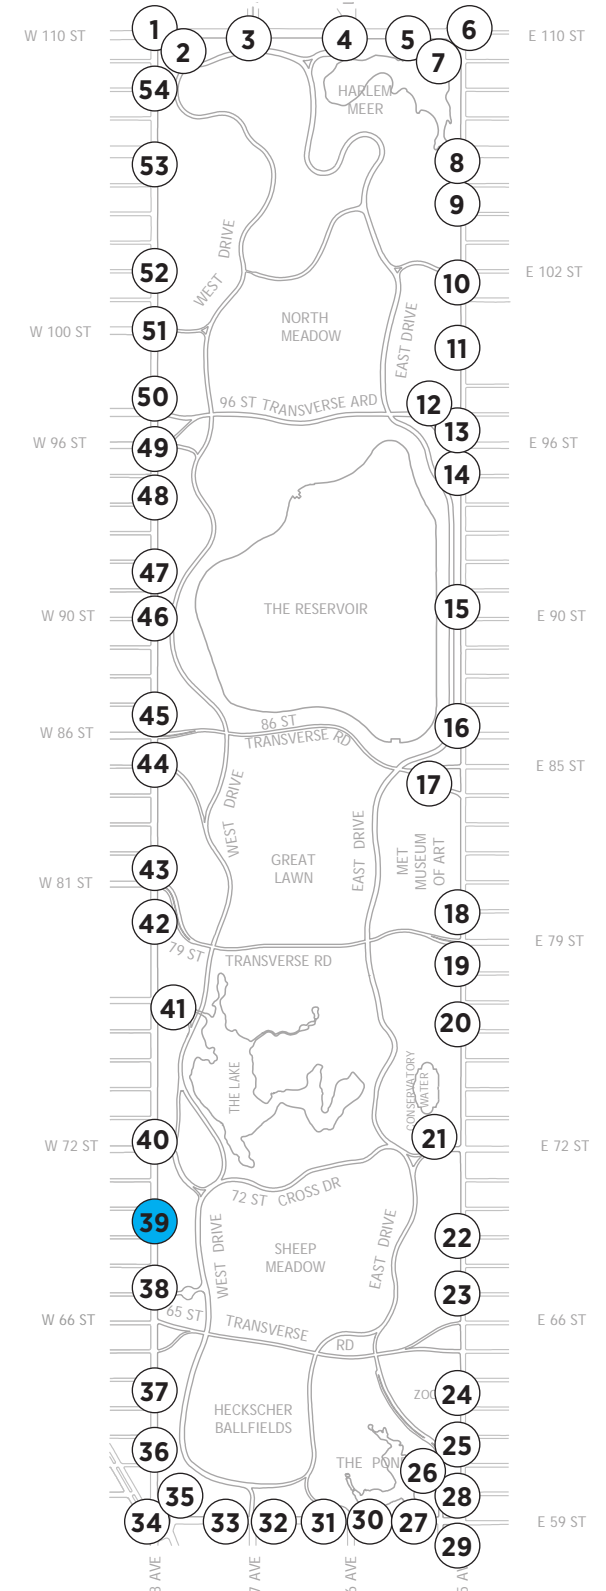 1
2
3
4
5
6
7
W 110 ST
E 110 ST
54
HARLEM
MEER
53
8
9
WEST DRIVE
52
10
E 102 ST
W 100 ST
51
NORTH
MEADOW
EAST DRIVE
11
50
96 ST TRANSVERSE ARD
12
13
W 96 ST
49
E 96 ST
14
48
47
W 90 ST
46
THE RESERVOIR
15
E 90 ST
45
86 ST
TRANSVERSE RD
16
W 86 ST
44
E 85 ST
17
WEST DRIVE
EAST DRIVE
MET
MUSEUM
OF ART
GREAT
LAWN
43
W 81 ST
42
18
79 ST
TRANSVERSE RD
E 79 ST
19
41
20
THE LAKE
CONSERVATORY
WATER
21
W 72 ST
40
E 72 ST
72 ST CROSS DR
39
WEST DRIVE
EAST DRIVE
22
SHEEP
MEADOW
38
23
65 ST
TRANSVERSE
RD
W 66 ST
E 66 ST
37
ZOO
24
HECKSCHER
BALLFIELDS
36
25
THE POND
26
35
28
34
33
32
31
30
27
E 59 ST
29
8 AVE
7 AVE
6 AVE